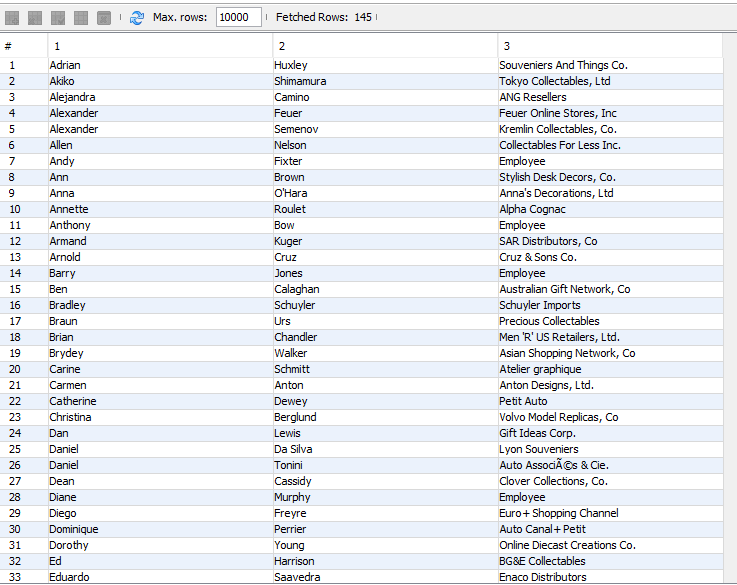 Max. rows: 10000 Fetched Rows: 145
# 1 2 3
1 Adrian Huxley Souveniers And Things Co.
2 Akiko Shimamura Tokyo Collectables, Ltd
3 Alejandra Camino ANG Resellers
4 Alexander Feuer Feuer Online Stores, Inc
5 Alexander Semenov Kremlin Collectables, Co.
6 Allen Nelson Collectables For Less Inc.
7 Andy Fixter Employee
8 Ann Brown Stylish Desk Decors, Co.
9 Anna O'Hara Anna's Decorations, Ltd
10 Annette Roulet Alpha Cognac
11 Anthony Bow Employee
12 Armand Kuger SAR Distributors, Co
13 Arnold Cruz Cruz & Sons Co.
14 Barry Jones Employee
15 Ben Calaghan Australian Gift Network, Co
16 Bradley Schuyler Schuyler Imports
17 Braun Urs Precious Collectables
18 Brian Chandler Men 'R' US Retailers, Ltd.
19 Brydey Walker Asian Shopping Network, Co
20 Carine Schmitt Atelier graphique
21 Carmen Anton Anton Designs, Ltd.
22 Catherine Dewey Petit Auto
23 Christina Berglund Volvo Model Replicas, Co
24 Dan Lewis Gift Ideas Corp.
25 Daniel Da Silva Lyon Souveniers
26 Daniel Tonini Auto AssociÃ©s & Cie.
27 Dean Cassidy Clover Collections, Co.
28 Diane Murphy Employee
29 Diego Freyre Euro+ Shopping Channel
30 Dominique Perrier Auto Canal+ Petit
31 Dorothy Young Online Diecast Creations Co.
32 Ed Harrison BG&E Collectables
33 Eduardo Saavedra Enaco Distributors